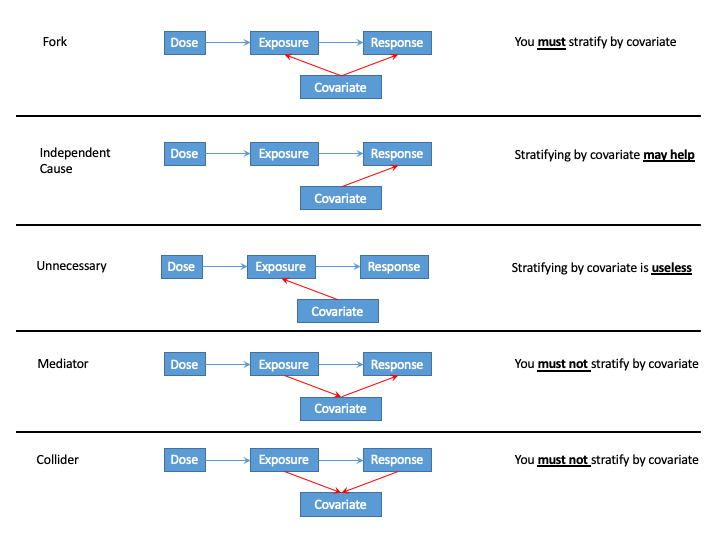 Fork
Dose
Exposure
Response
You must stratify by covariate
Covariate
Independent
Cause
Dose
Exposure
Response
Stratifying by covariate may help
Covariate
Unnecessary
Dose
Exposure
Response
Stratifying by covariate is useless
Covariate
Mediator
Dose
Exposure
Response
You must not stratify by covariate
Covariate
Collider
Dose
Exposure
Response
You must not stratify by covariate
Covariate